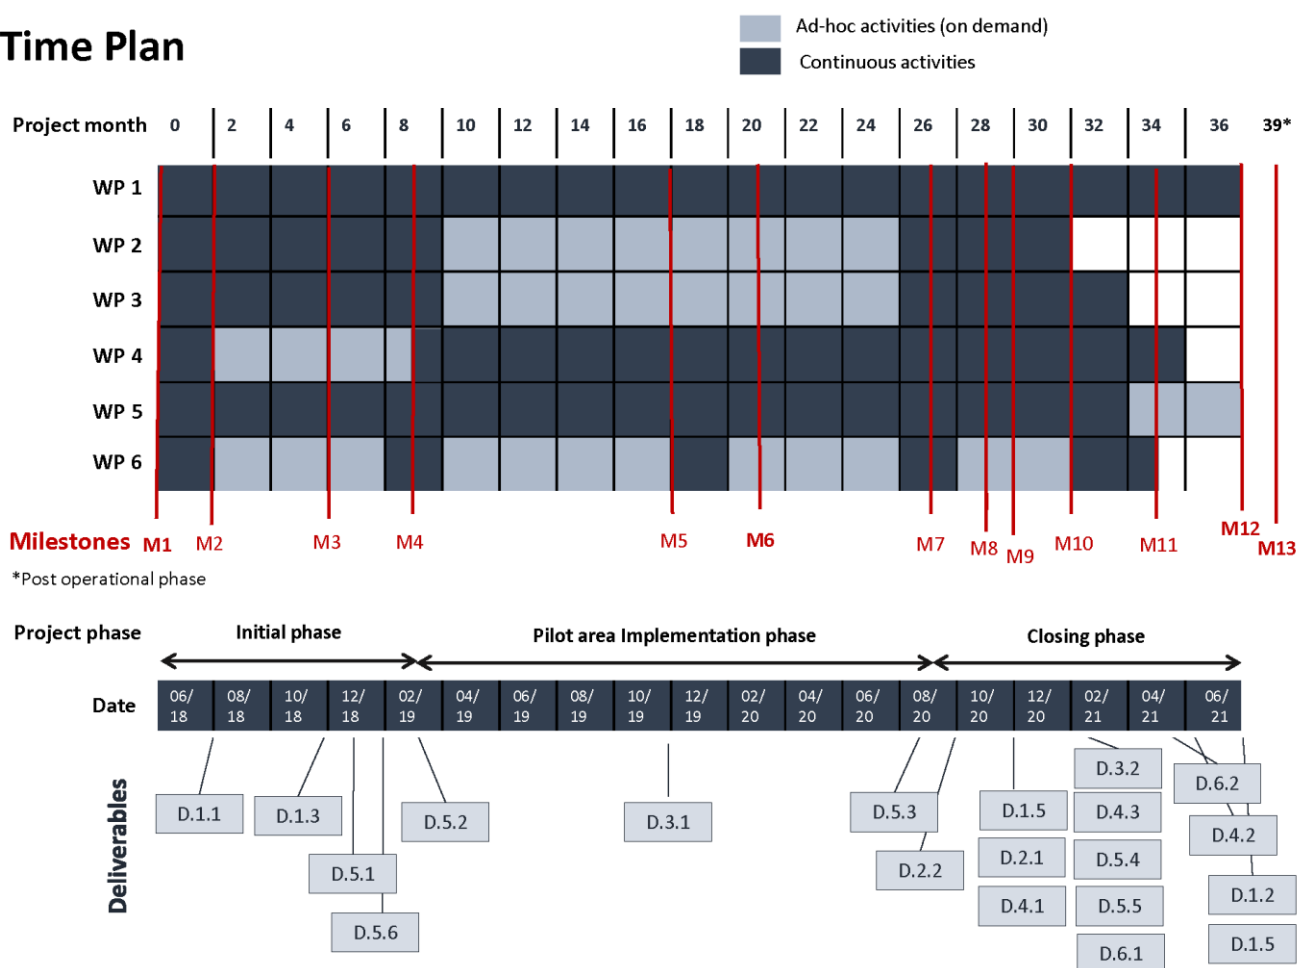 Time Plan
Ad-hoc activities (on demand)
Continuous activities
Project month 0 2 4 6 8 10 12 14 16 18 20 22 24 26 28 30 32 34 36 39*
WP 1
WP 2
WP 3
WP 4
WP 5
WP 6
Milestones M1 M2 M3 M4 M5 M6 M7 M8 M9 M10 M11 M12 M13
*Post operational phase
Project phase Initial phase Pilot area Implementation phase Closing phase
Date 06/18 08/18 10/18 12/18 02/19 04/19 06/19 08/19 10/19 12/19 02/20 04/20 06/20 08/20 10/20 12/20 02/21 04/21 06/21
Deliverables
D.1.1
D.1.3
D.5.1
D.5.6
D.5.2
D.3.1
D.5.3
D.2.2
D.1.5
D.2.1
D.4.1
D.3.2
D.4.3
D.5.4
D.5.5
D.6.1
D.6.2
D.4.2
D.1.2
D.1.5